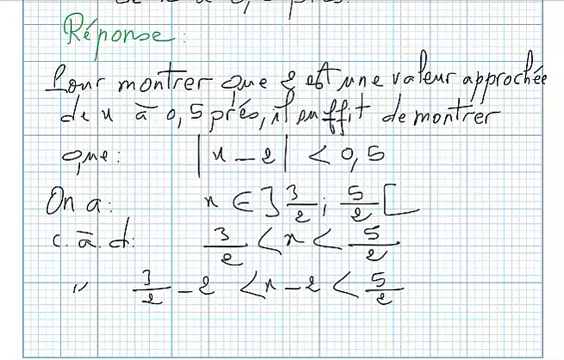 Réponse:
Pour montrer que 2 est une valeur approchée
de x à 0,5 prés, il suffit de montrer
que: |x - 2| < 0,5
On a: x ∈ ]3/2 ; 5/2[
c.à.d: 3/2 < x < 5/2
" 3/2 - 2 < x - 2 < 5/2